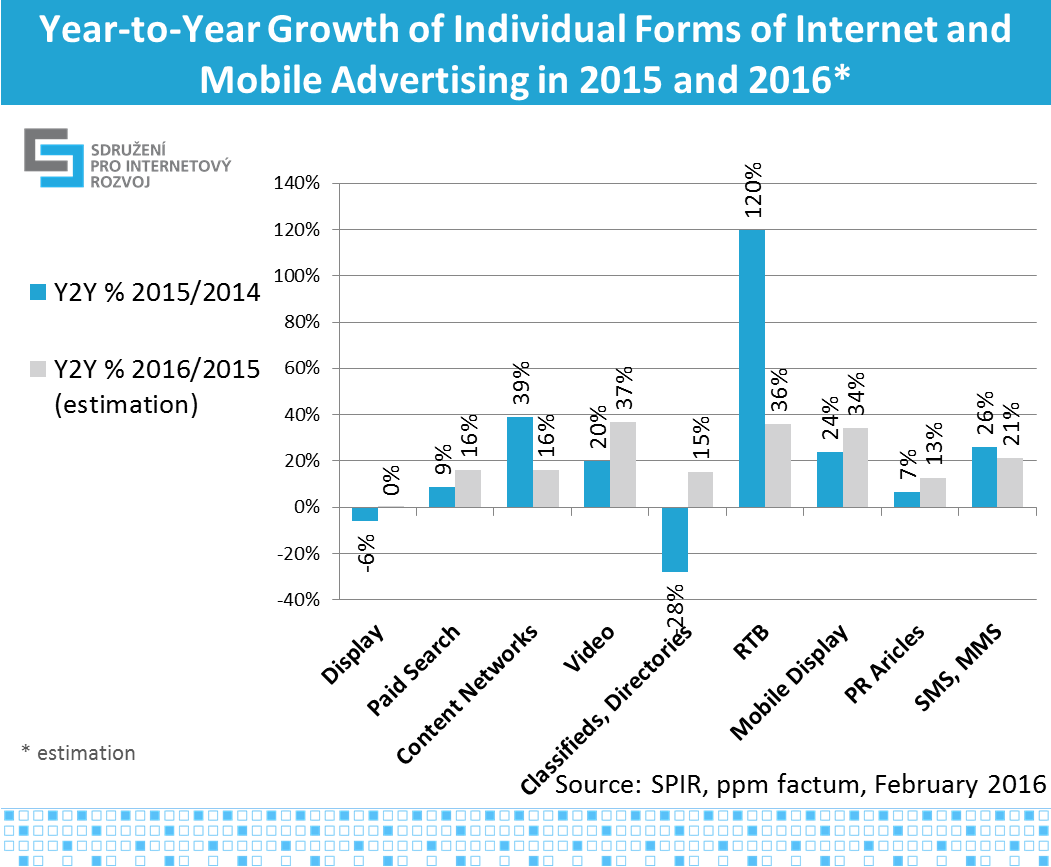 Year-to-Year Growth of Individual Forms of Internet and
Mobile Advertising in 2015 and 2016*
SDRUŽENÍ
PRO INTERNETOVÝ
ROZVOJ
Y2Y % 2015/2014
Y2Y % 2016/2015
(estimation)
140%
120%
100%
80%
60%
40%
20%
0%
-20%
-40%
-6%
0%
9%
16%
39%
16%
20%
37%
-28%
15%
120%
36%
24%
34%
7%
13%
26%
21%
Display
Paid Search
Content Networks
Video
Classifieds, Directories
RTB
Mobile Display
PR Aricles
SMS, MMS
* estimation
Source: SPIR, ppm factum, February 2016